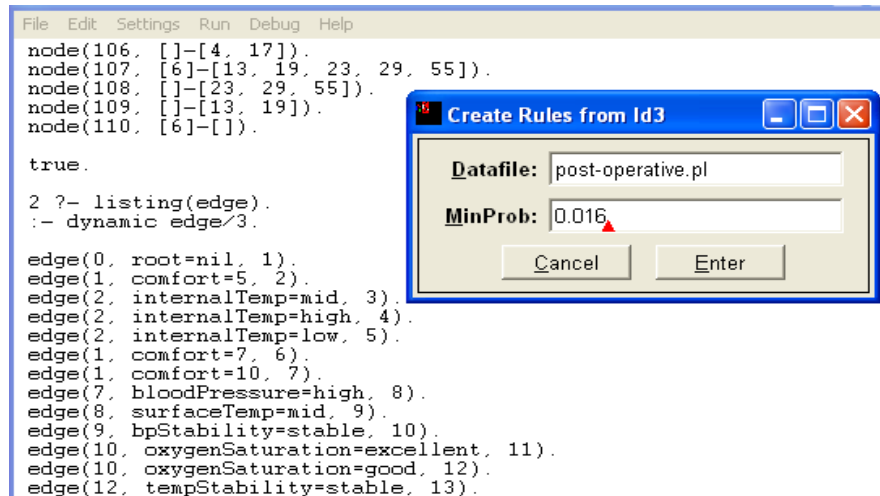 File Edit Settings Run Debug Help
node(106, []-[4, 17]).
node(107, [6]-[13, 19, 23, 29, 55]).
node(108, []-[23, 29, 55]).
node(109, []-[13, 19]).
node(110, [6]-[]).
true.
2 ?- listing(edge).
:- dynamic edge/3.
edge(0, root=nil, 1).
edge(1, comfort=5, 2).
edge(2, internalTemp=mid, 3).
edge(2, internalTemp=high, 4).
edge(2, internalTemp=low, 5).
edge(1, comfort=7, 6).
edge(1, comfort=10, 7).
edge(7, bloodPressure=high, 8).
edge(8, surfaceTemp=mid, 9).
edge(9, bpStability=stable, 10).
edge(10, oxygenSaturation=excellent, 11).
edge(10, oxygenSaturation=good, 12).
edge(12, tempStability=stable, 13).
Create Rules from Id3
Datafile: post-operative.pl
MinProb: 0.016
Cancel Enter